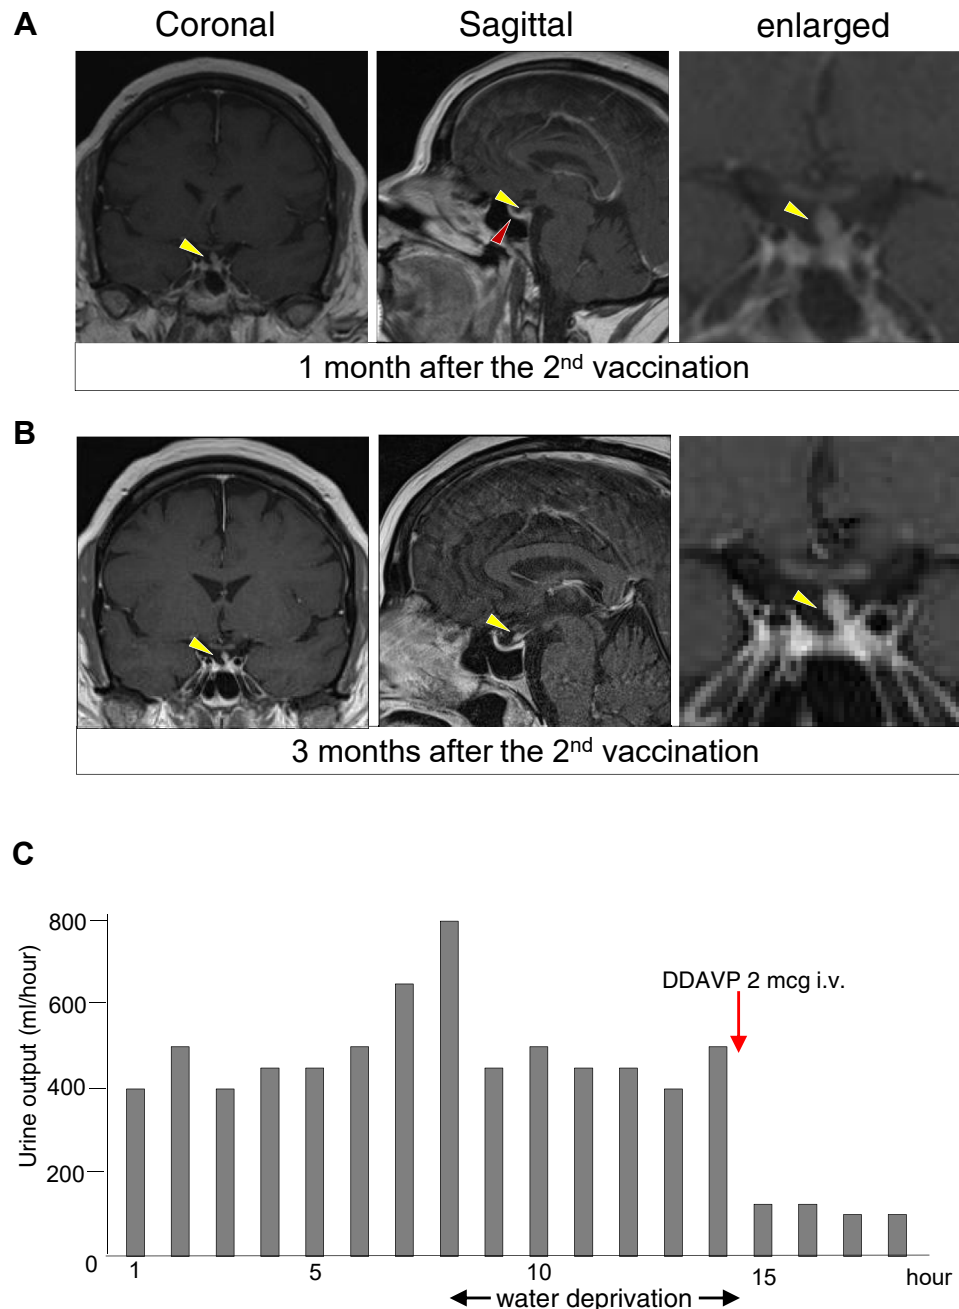 A
Coronal Sagittal enlarged
1 month after the 2nd vaccination
B
3 months after the 2nd vaccination
C
Urine output (ml/hour)
800
600
400
200
0
DDAVP 2 mcg i.v.
1 5 10 15 hour
water deprivation